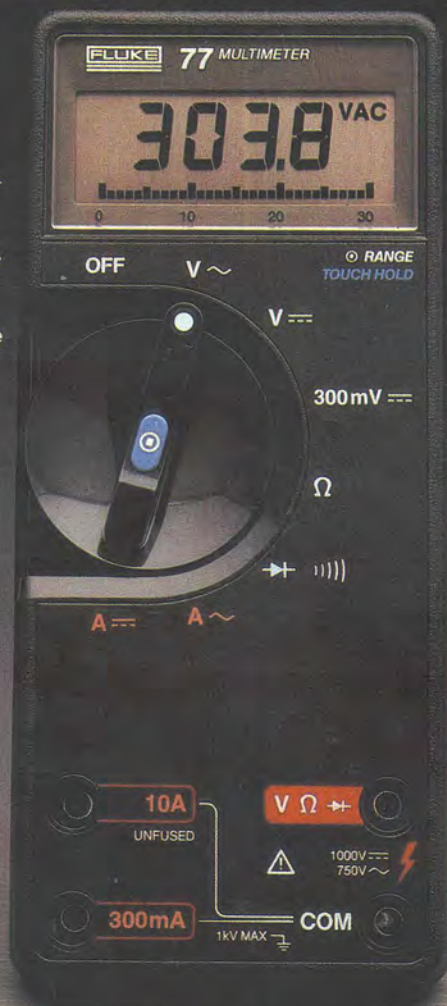 FLUKE 77 MULTIMETER
303.8 VAC
0 10 20 30
OFF V RANGE
TOUCH HOLD
V
300mV
Ω
A A
10A V Ω
UNFUSED
1000V
750V
300mA COM
1kV MAX